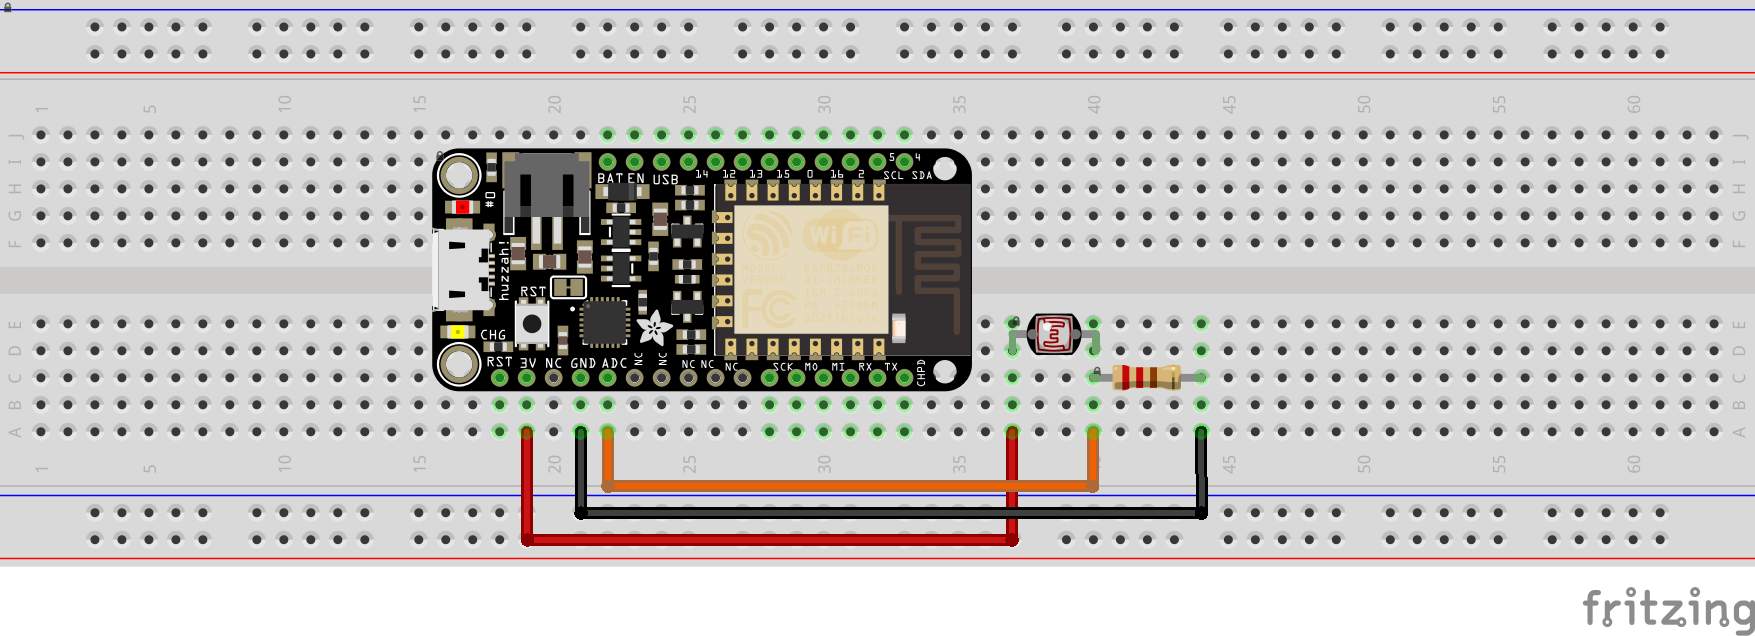 1 5 10 15 20 25 30 35 40 45 50 55 60
J J
I I
H H
G G
F F
5 4
BAT EN USB 14 12 13 15 0 16 2 SCL SDA
#0
huzzah!
WiFi
FC
RST
E E
D D
C C
B B
A A
CHG
RST 3V NC GND ADC NC NC NC NC NC SCK MO MI RX TX CHPD
1 5 10 15 20 25 30 35 45 50 55 60
fritzing